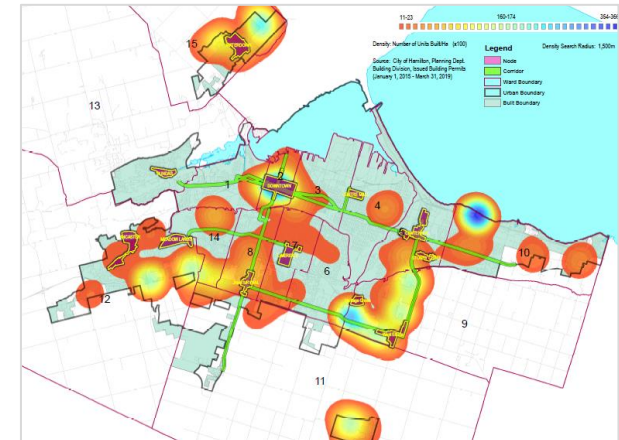 11-23
160-174
354-36
Density: Number of Units Built/Ha (x100)
Density Search Radius: 1,500m
Source: City of Hamilton, Planning Dept.
Building Division, Issued Building Permits
(January 1, 2015 - March 31, 2019)
Legend
Node
Corridor
Ward Boundary
Urban Boundary
Built Boundary
15
13
1
2
DOWNTOWN
3
4
14
MEADOWLANDS
8
6
10
12
9
11